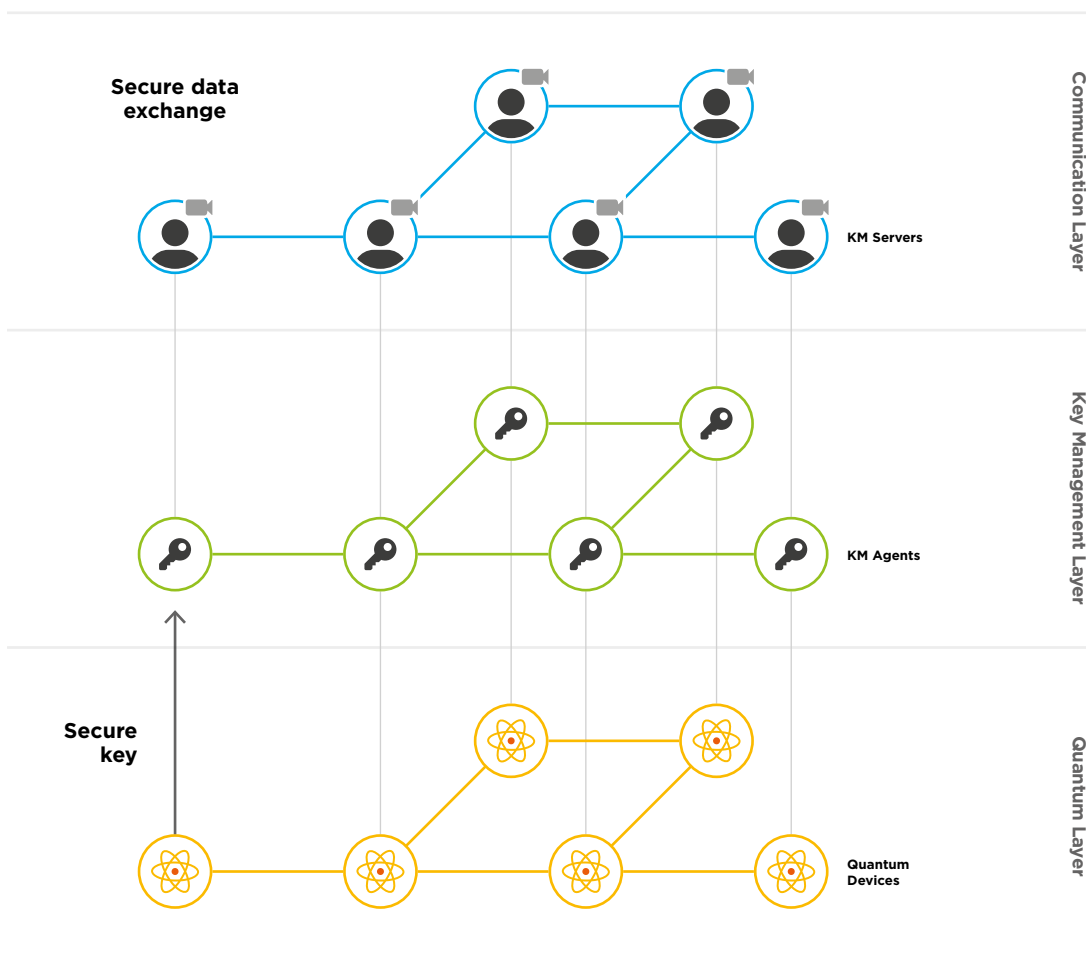 Secure data
exchange
KM Servers
Communication Layer
KM Agents
Key Management Layer
Secure
key
Quantum
Devices
Quantum Layer